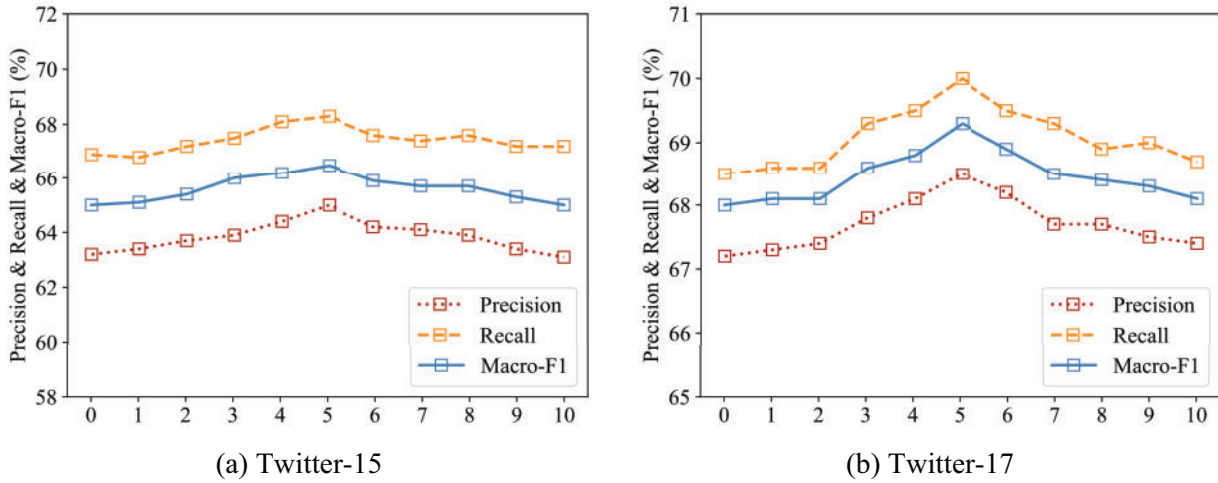 Precision & Recall & Macro-F1 (%)
72
70
68
66
64
62
60
58
Precision
Recall
Macro-F1
0 1 2 3 4 5 6 7 8 9 10
(a) Twitter-15
Precision & Recall & Macro-F1 (%)
71
70
69
68
67
66
65
Precision
Recall
Macro-F1
0 1 2 3 4 5 6 7 8 9 10
(b) Twitter-17